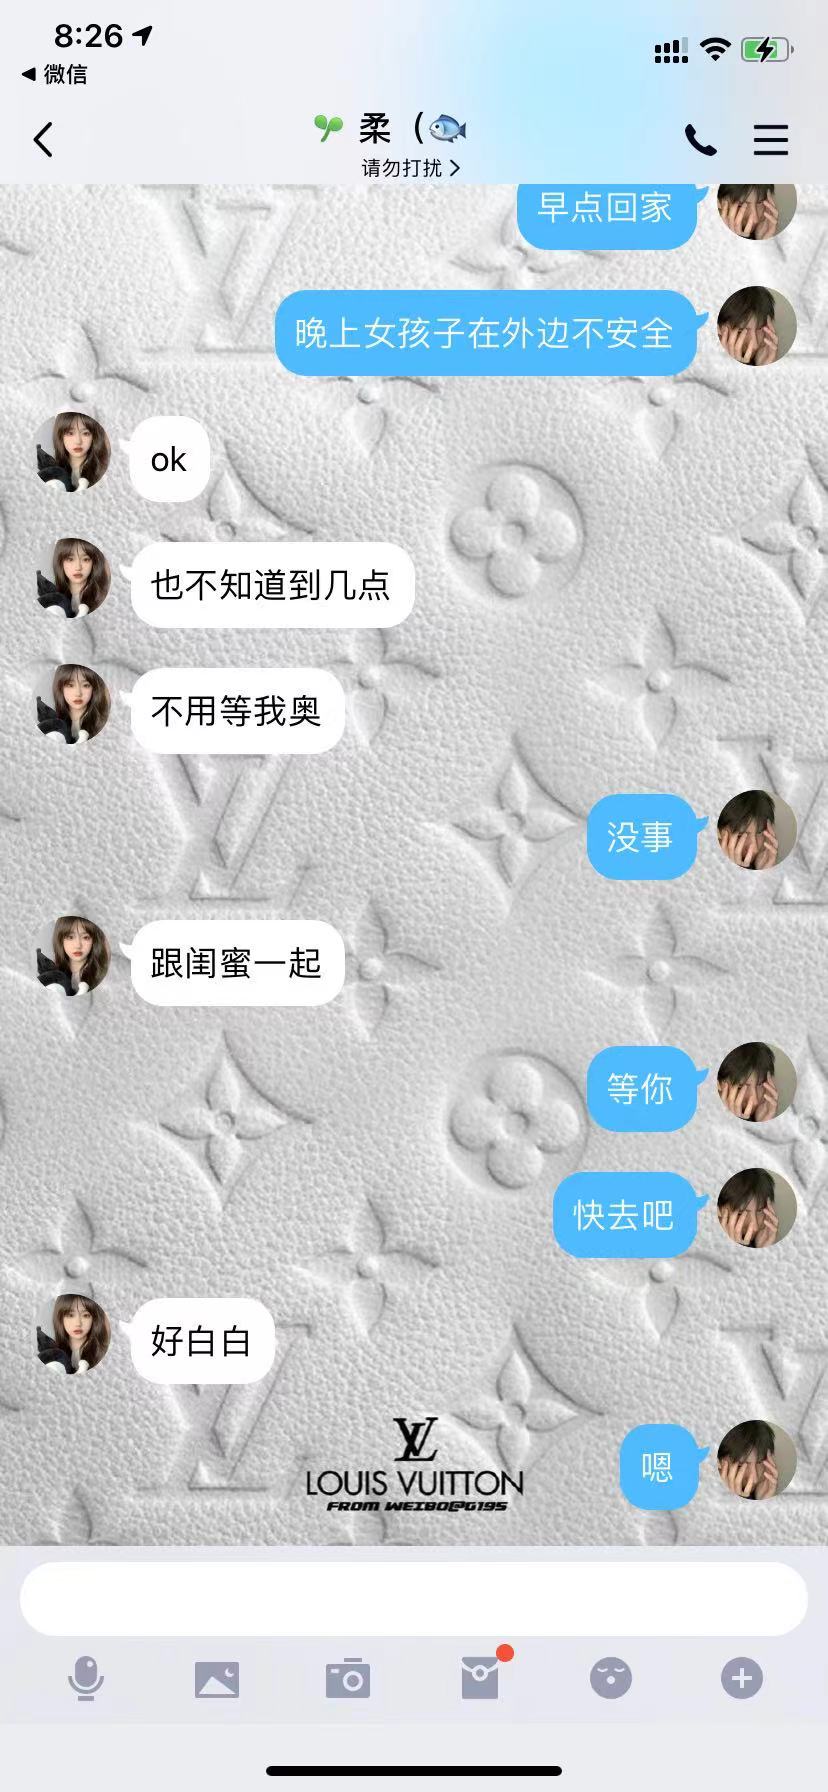 8:26
微信
柔（
请勿打扰
早点回家
晚上女孩子在外边不安全
ok
也不知道到几点
不用等我奥
没事
跟闺蜜一起
等你
快去吧
好白白
嗯
LV
LOUIS VUITTON
FROM WEIBO@G195